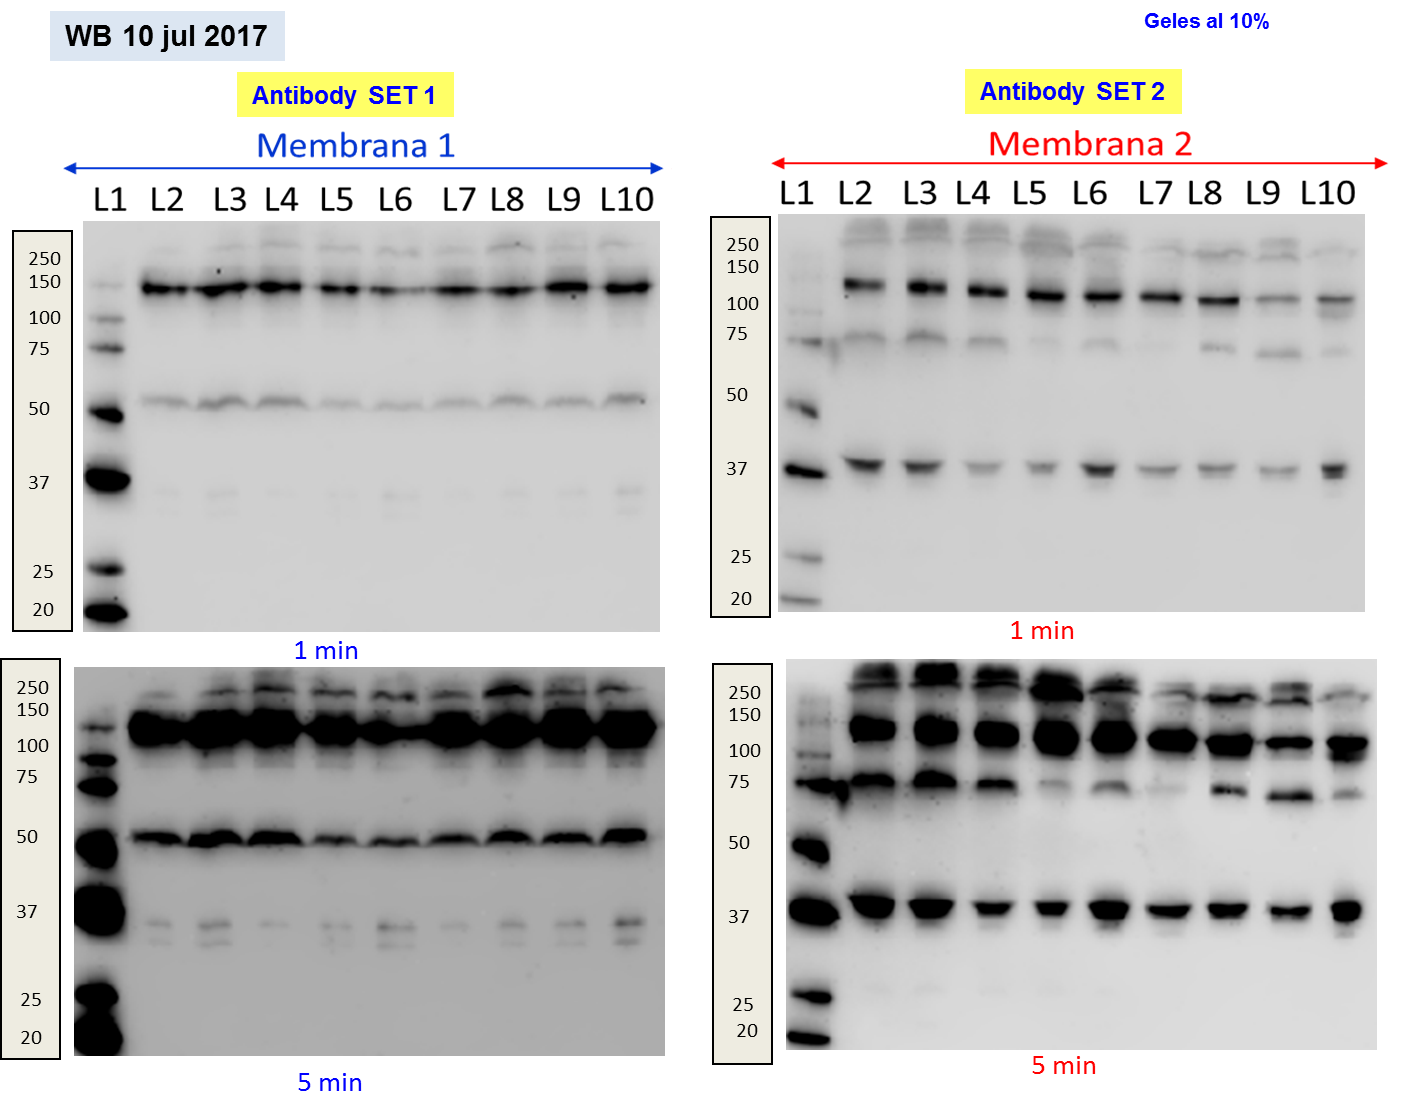 WB 10 jul 2017
Geles al 10%
Antibody SET 1
Membrana 1
L1 L2 L3 L4 L5 L6 L7 L8 L9 L10
250
150
100
75
50
37
25
20
1 min
250
150
100
75
50
37
25
20
5 min
Antibody SET 2
Membrana 2
L1 L2 L3 L4 L5 L6 L7 L8 L9 L10
250
150
100
75
50
37
25
20
1 min
250
150
100
75
50
37
25
20
5 min